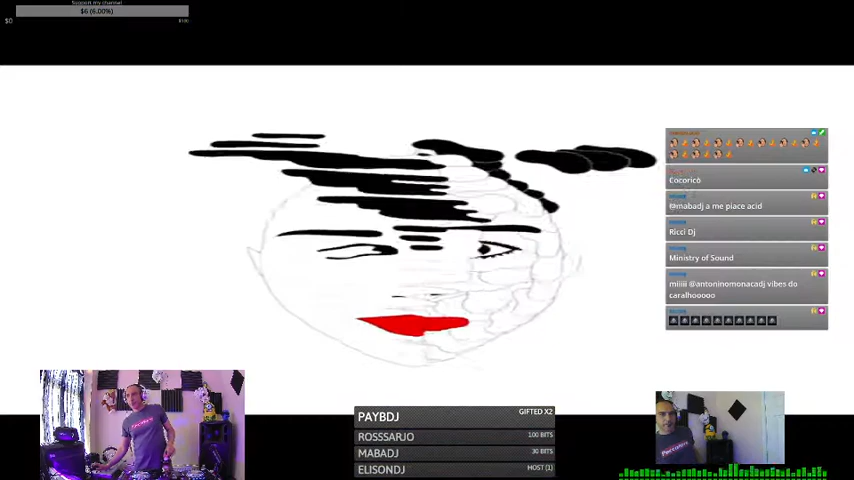 Support my channel
$6 (6.00%)
$0
$100
Cocoricò
@mabadj a me piace acid
Ricci Dj
Ministry of Sound
miiiii @antoninomonacadj vibes do
caralhooooo
PAYBDJ GIFTED X2
ROSSSARJO 100 BITS
MABADJ 30 BITS
ELISONDJ HOST (1)